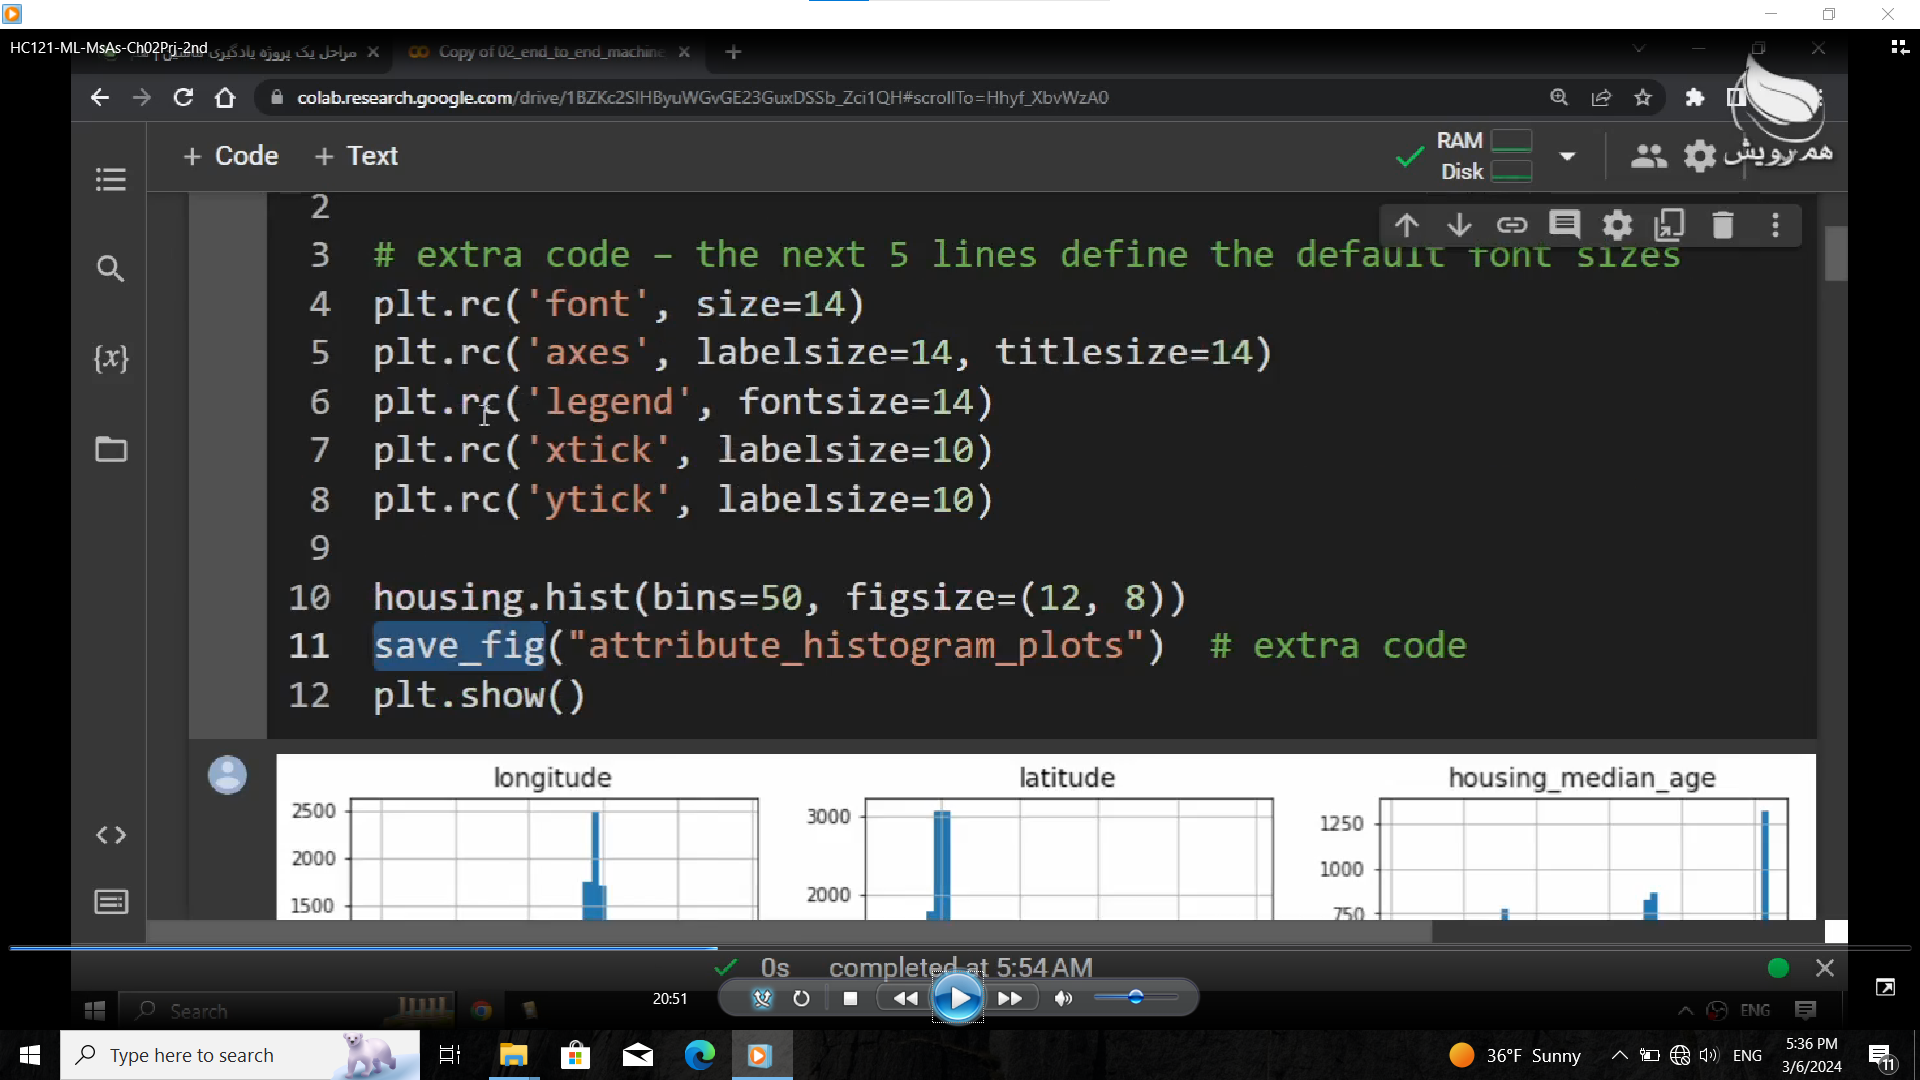 HC121-ML-MsAs-Ch02Prj-2nd
مراحل یک پروژه یادگیری ماشین | هم
Copy of 02_end_to_end_machine
colab.research.google.com/drive/1BZKc2SlHByuWGvGE23GuxDSSb_Zci1QH#scrollTo=Hhyf_XbvWzA0
+ Code + Text
RAM
Disk
هم رویش
2
3 # extra code – the next 5 lines define the default font sizes
4 plt.rc('font', size=14)
5 plt.rc('axes', labelsize=14, titlesize=14)
6 plt.rc('legend', fontsize=14)
7 plt.rc('xtick', labelsize=10)
8 plt.rc('ytick', labelsize=10)
9
10 housing.hist(bins=50, figsize=(12, 8))
11 save_fig("attribute_histogram_plots")  # extra code
12 plt.show()
{x}
longitude
2500
2000
1500
latitude
3000
2000
housing_median_age
1250
1000
750
0s completed at 5:54 AM
Search
20:51
ENG
Type here to search
36°F Sunny
ENG
5:36 PM
3/6/2024
11